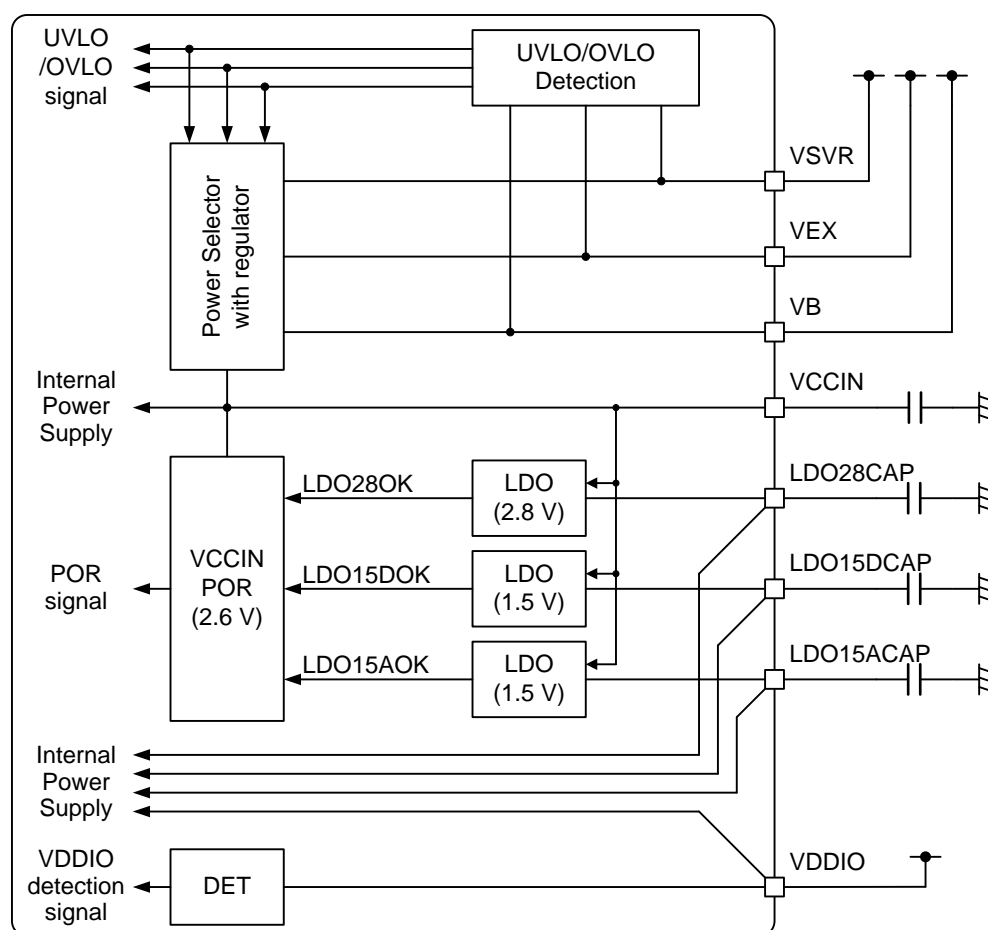 UVLO
/OVLO
signal
UVLO/OVLO
Detection
Power Selector
with regulator
VSVR
VEX
VB
VCCIN
Internal
Power
Supply
LDO28CAP
LDO28OK
LDO
(2.8 V)
VCCIN
POR
(2.6 V)
POR
signal
LDO15DOK
LDO
(1.5 V)
LDO15DCAP
LDO15AOK
LDO
(1.5 V)
LDO15ACAP
Internal
Power
Supply
VDDIO
detection
signal
DET
VDDIO